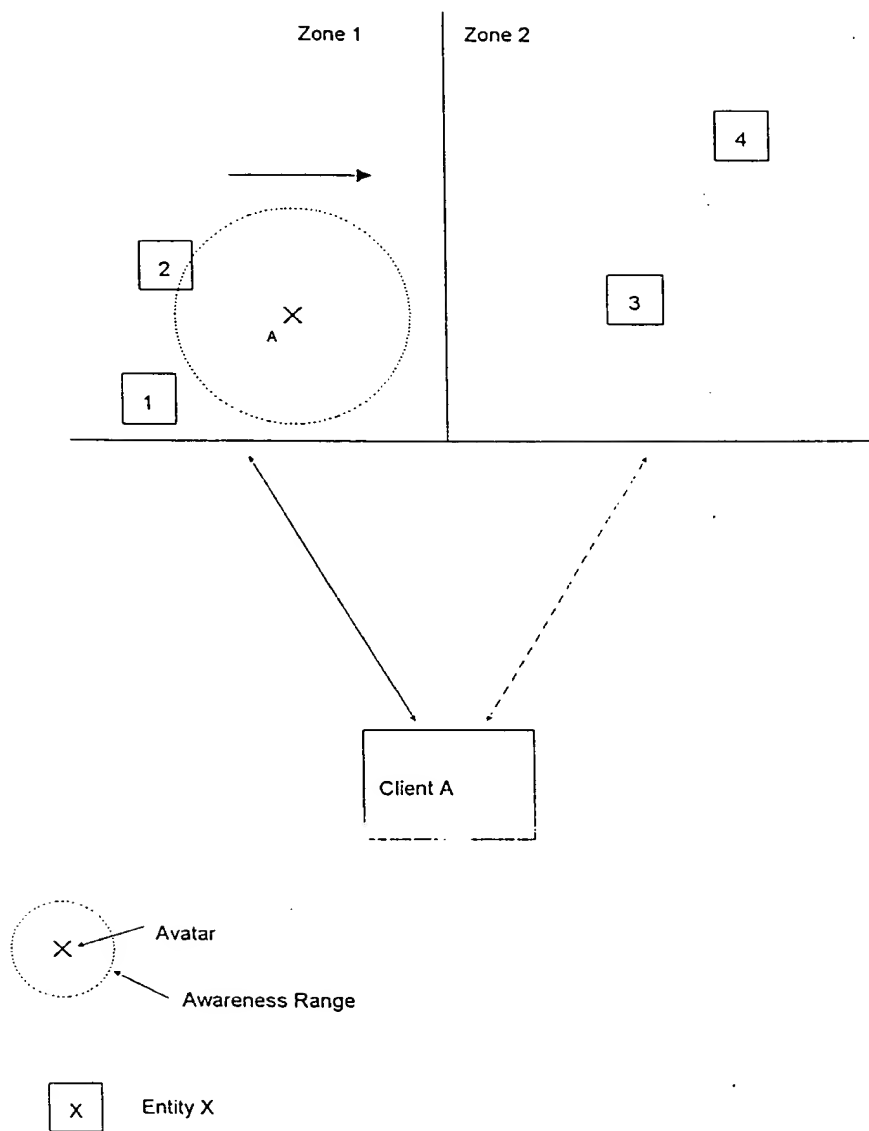 Zone 1
Zone 2
4
2
3
A
1
Client A
Avatar
Awareness Range
X
Entity X